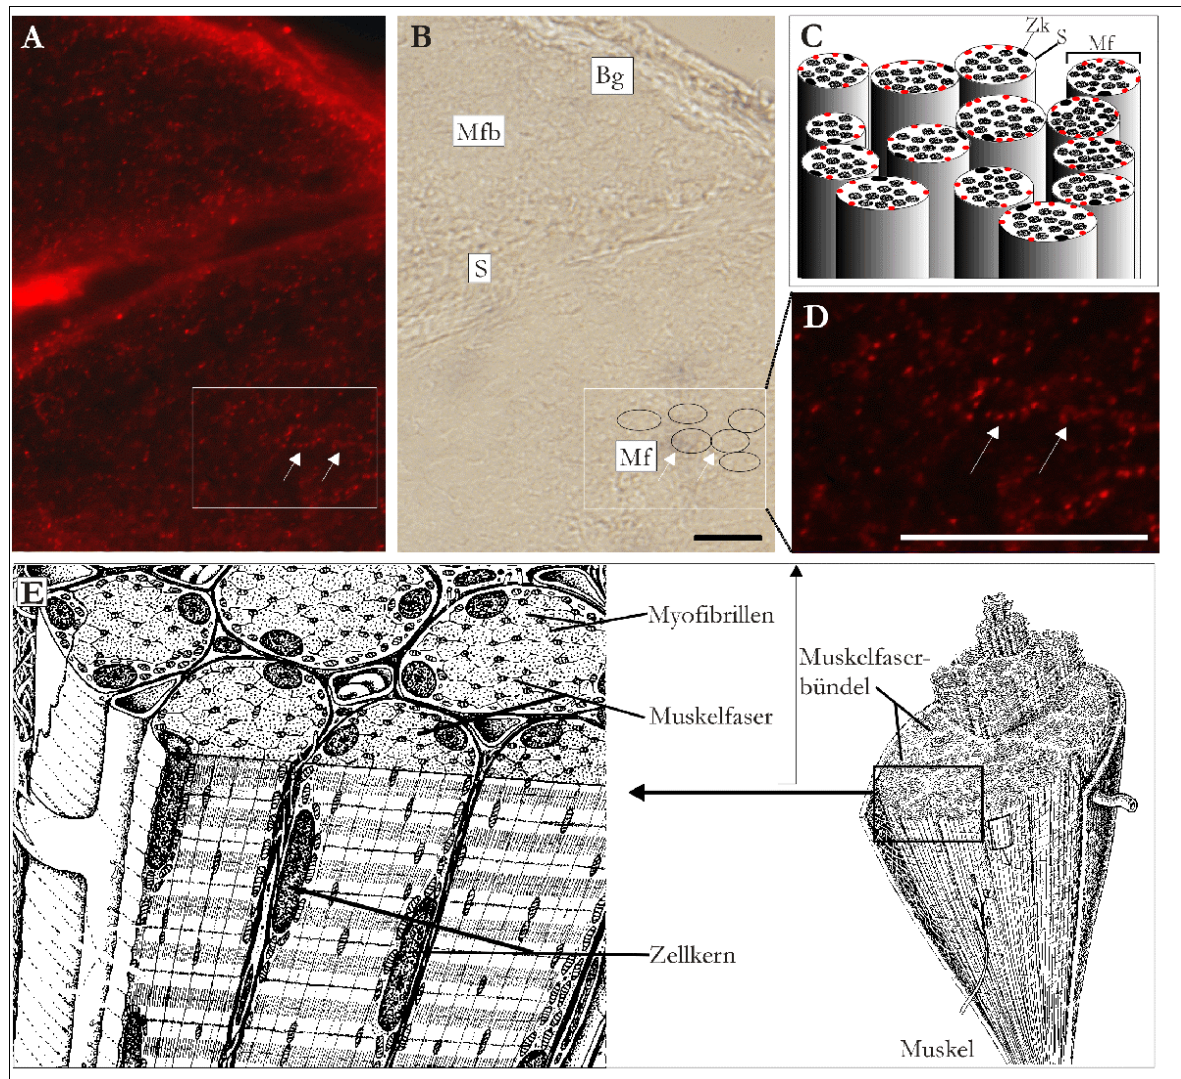 A
B
Bg
Mfb
S
Mf
C
Zk
S
Mf
D
E
Myofibrillen
Muskelfaser
Zellkern
Muskelfaser-
bündel
Muskel